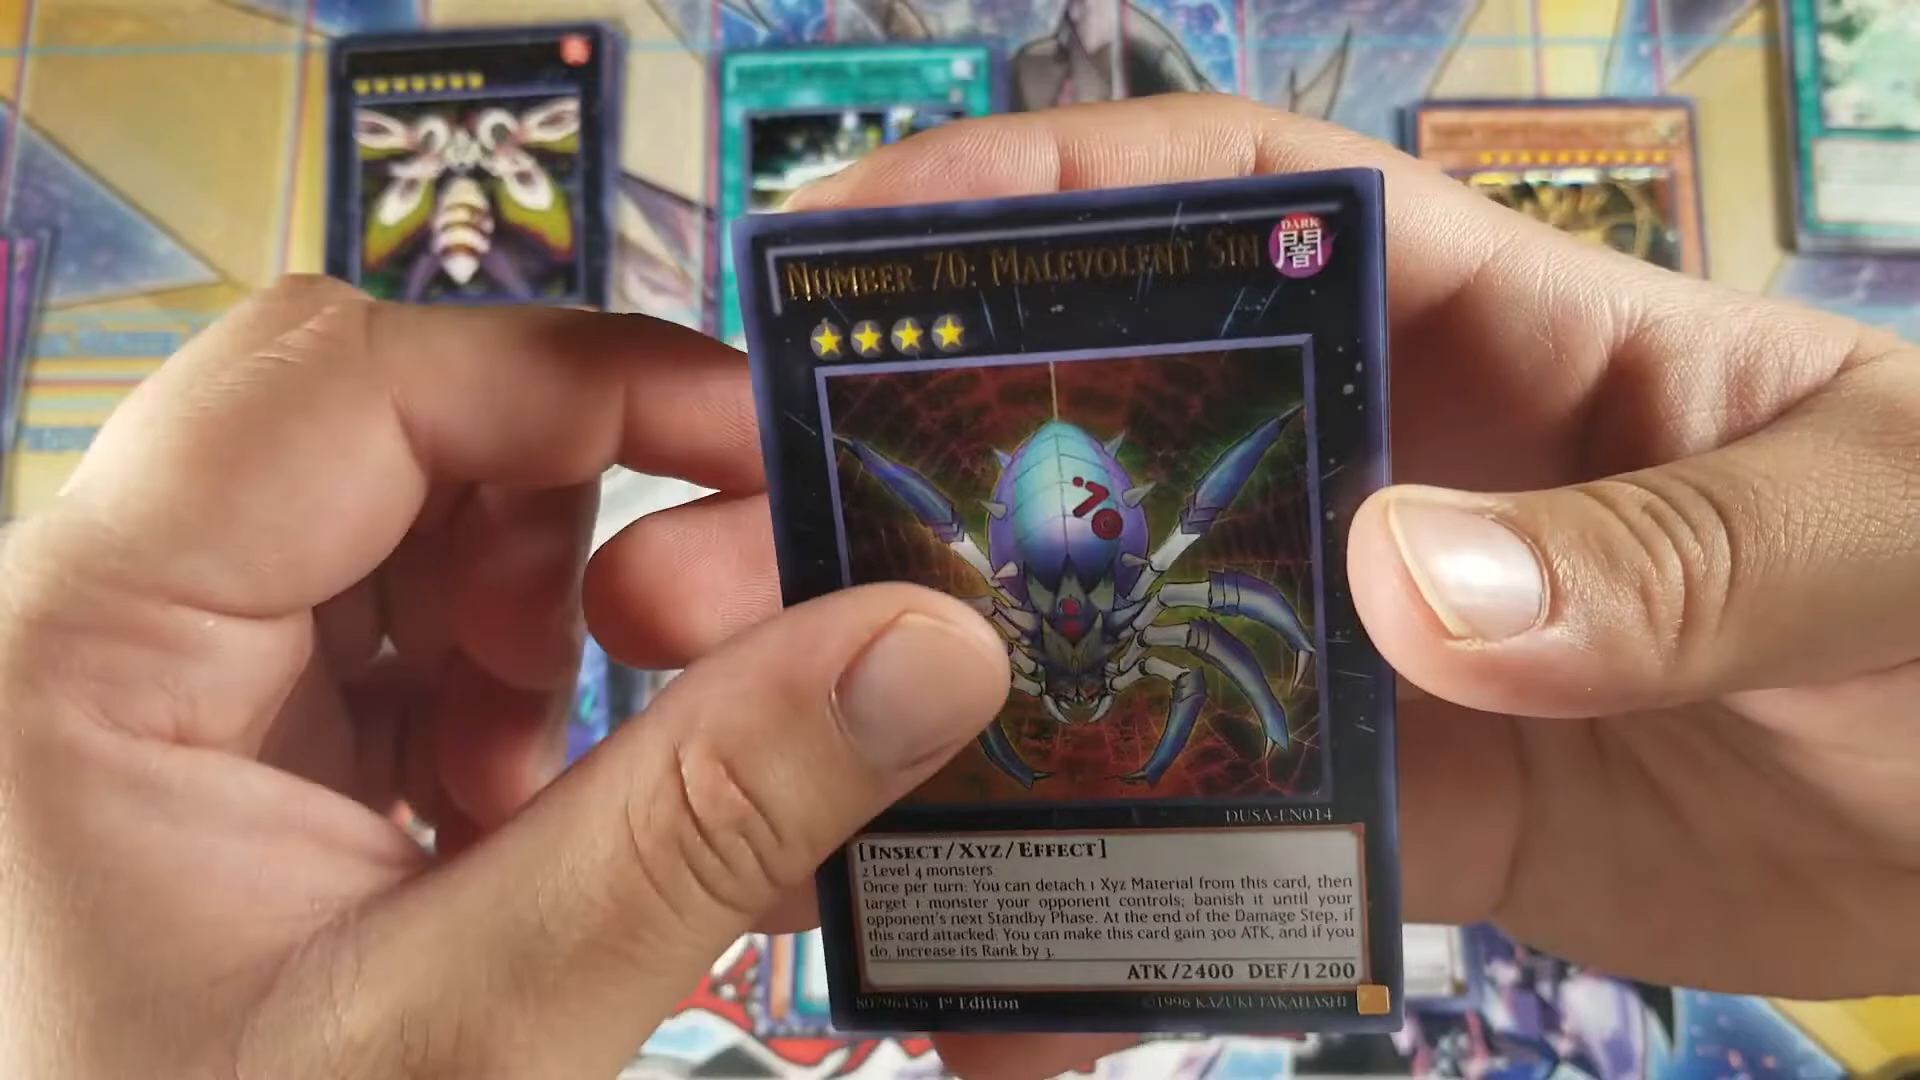 NUMBER 70: MALEVOLENT SIN
DARK
闇
70
DUSA-EN014
[INSECT/XYZ/EFFECT]
2 Level 4 monsters
Once per turn: You can detach 1 Xyz Material from this card, then
target 1 monster your opponent controls; banish it until your
opponent's next Standby Phase. At the end of the Damage Step, if
this card attacked: You can make this card gain 300 ATK, and if you
do, increase its Rank by 3.
ATK/2400 DEF/1200
1st Edition
©1996 KAZUKI TAKAHASHI